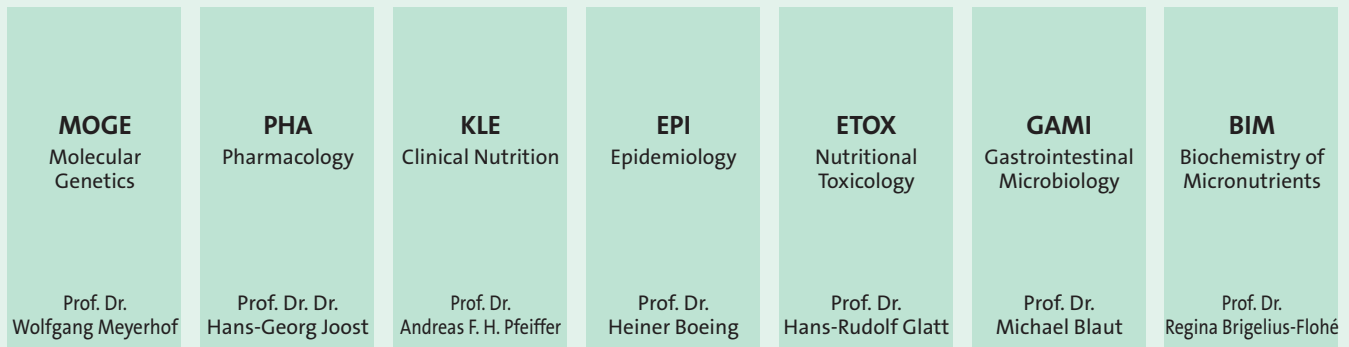 MOGE
Molecular
Genetics
Prof. Dr.
Wolfgang Meyerhof
PHA
Pharmacology
Prof. Dr. Dr.
Hans-Georg Joost
KLE
Clinical Nutrition
Prof. Dr.
Andreas F. H. Pfeiffer
EPI
Epidemiology
Prof. Dr.
Heiner Boeing
ETOX
Nutritional
Toxicology
Prof. Dr.
Hans-Rudolf Glatt
GAMI
Gastrointestinal
Microbiology
Prof. Dr.
Michael Blaut
BIM
Biochemistry of
Micronutrients
Prof. Dr.
Regina Brigelius-Flohé